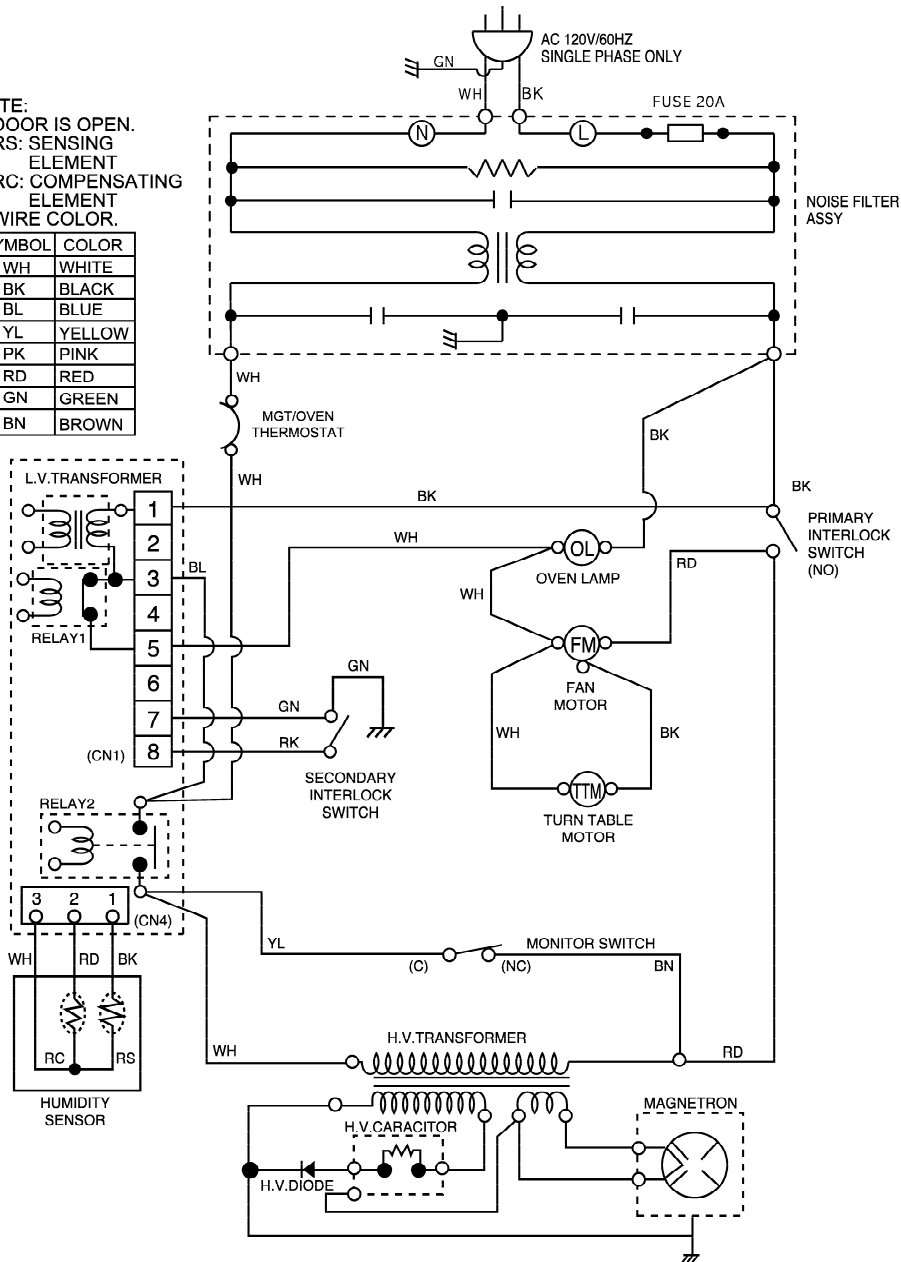 AC 120V/60HZ
SINGLE PHASE ONLY
GN
WH
BK
FUSE 20A
N
L
TE:
DOOR IS OPEN.
RS: SENSING
ELEMENT
RC: COMPENSATING
ELEMENT
WIRE COLOR.
YMBOL COLOR
WH WHITE
BK BLACK
BL BLUE
YL YELLOW
PK PINK
RD RED
GN GREEN
BN BROWN
NOISE FILTER
ASSY
WH
MGT/OVEN
THERMOSTAT
WH
BK
L.V.TRANSFORMER
1
2
3
4
5
6
7
8
(CN1)
BK
BL
WH
RELAY1
BK
PRIMARY
INTERLOCK
SWITCH
(NO)
OL
OVEN LAMP
RD
WH
FM
FAN
MOTOR
WH
BK
TTM
TURN TABLE
MOTOR
GN
GN
RK
SECONDARY
INTERLOCK
SWITCH
RELAY2
3 2 1
(CN4)
WH
RD
BK
RC
RS
HUMIDITY
SENSOR
YL
(C)
(NC)
MONITOR SWITCH
BN
WH
H.V.TRANSFORMER
RD
H.V.CARACITOR
H.V.DIODE
MAGNETRON